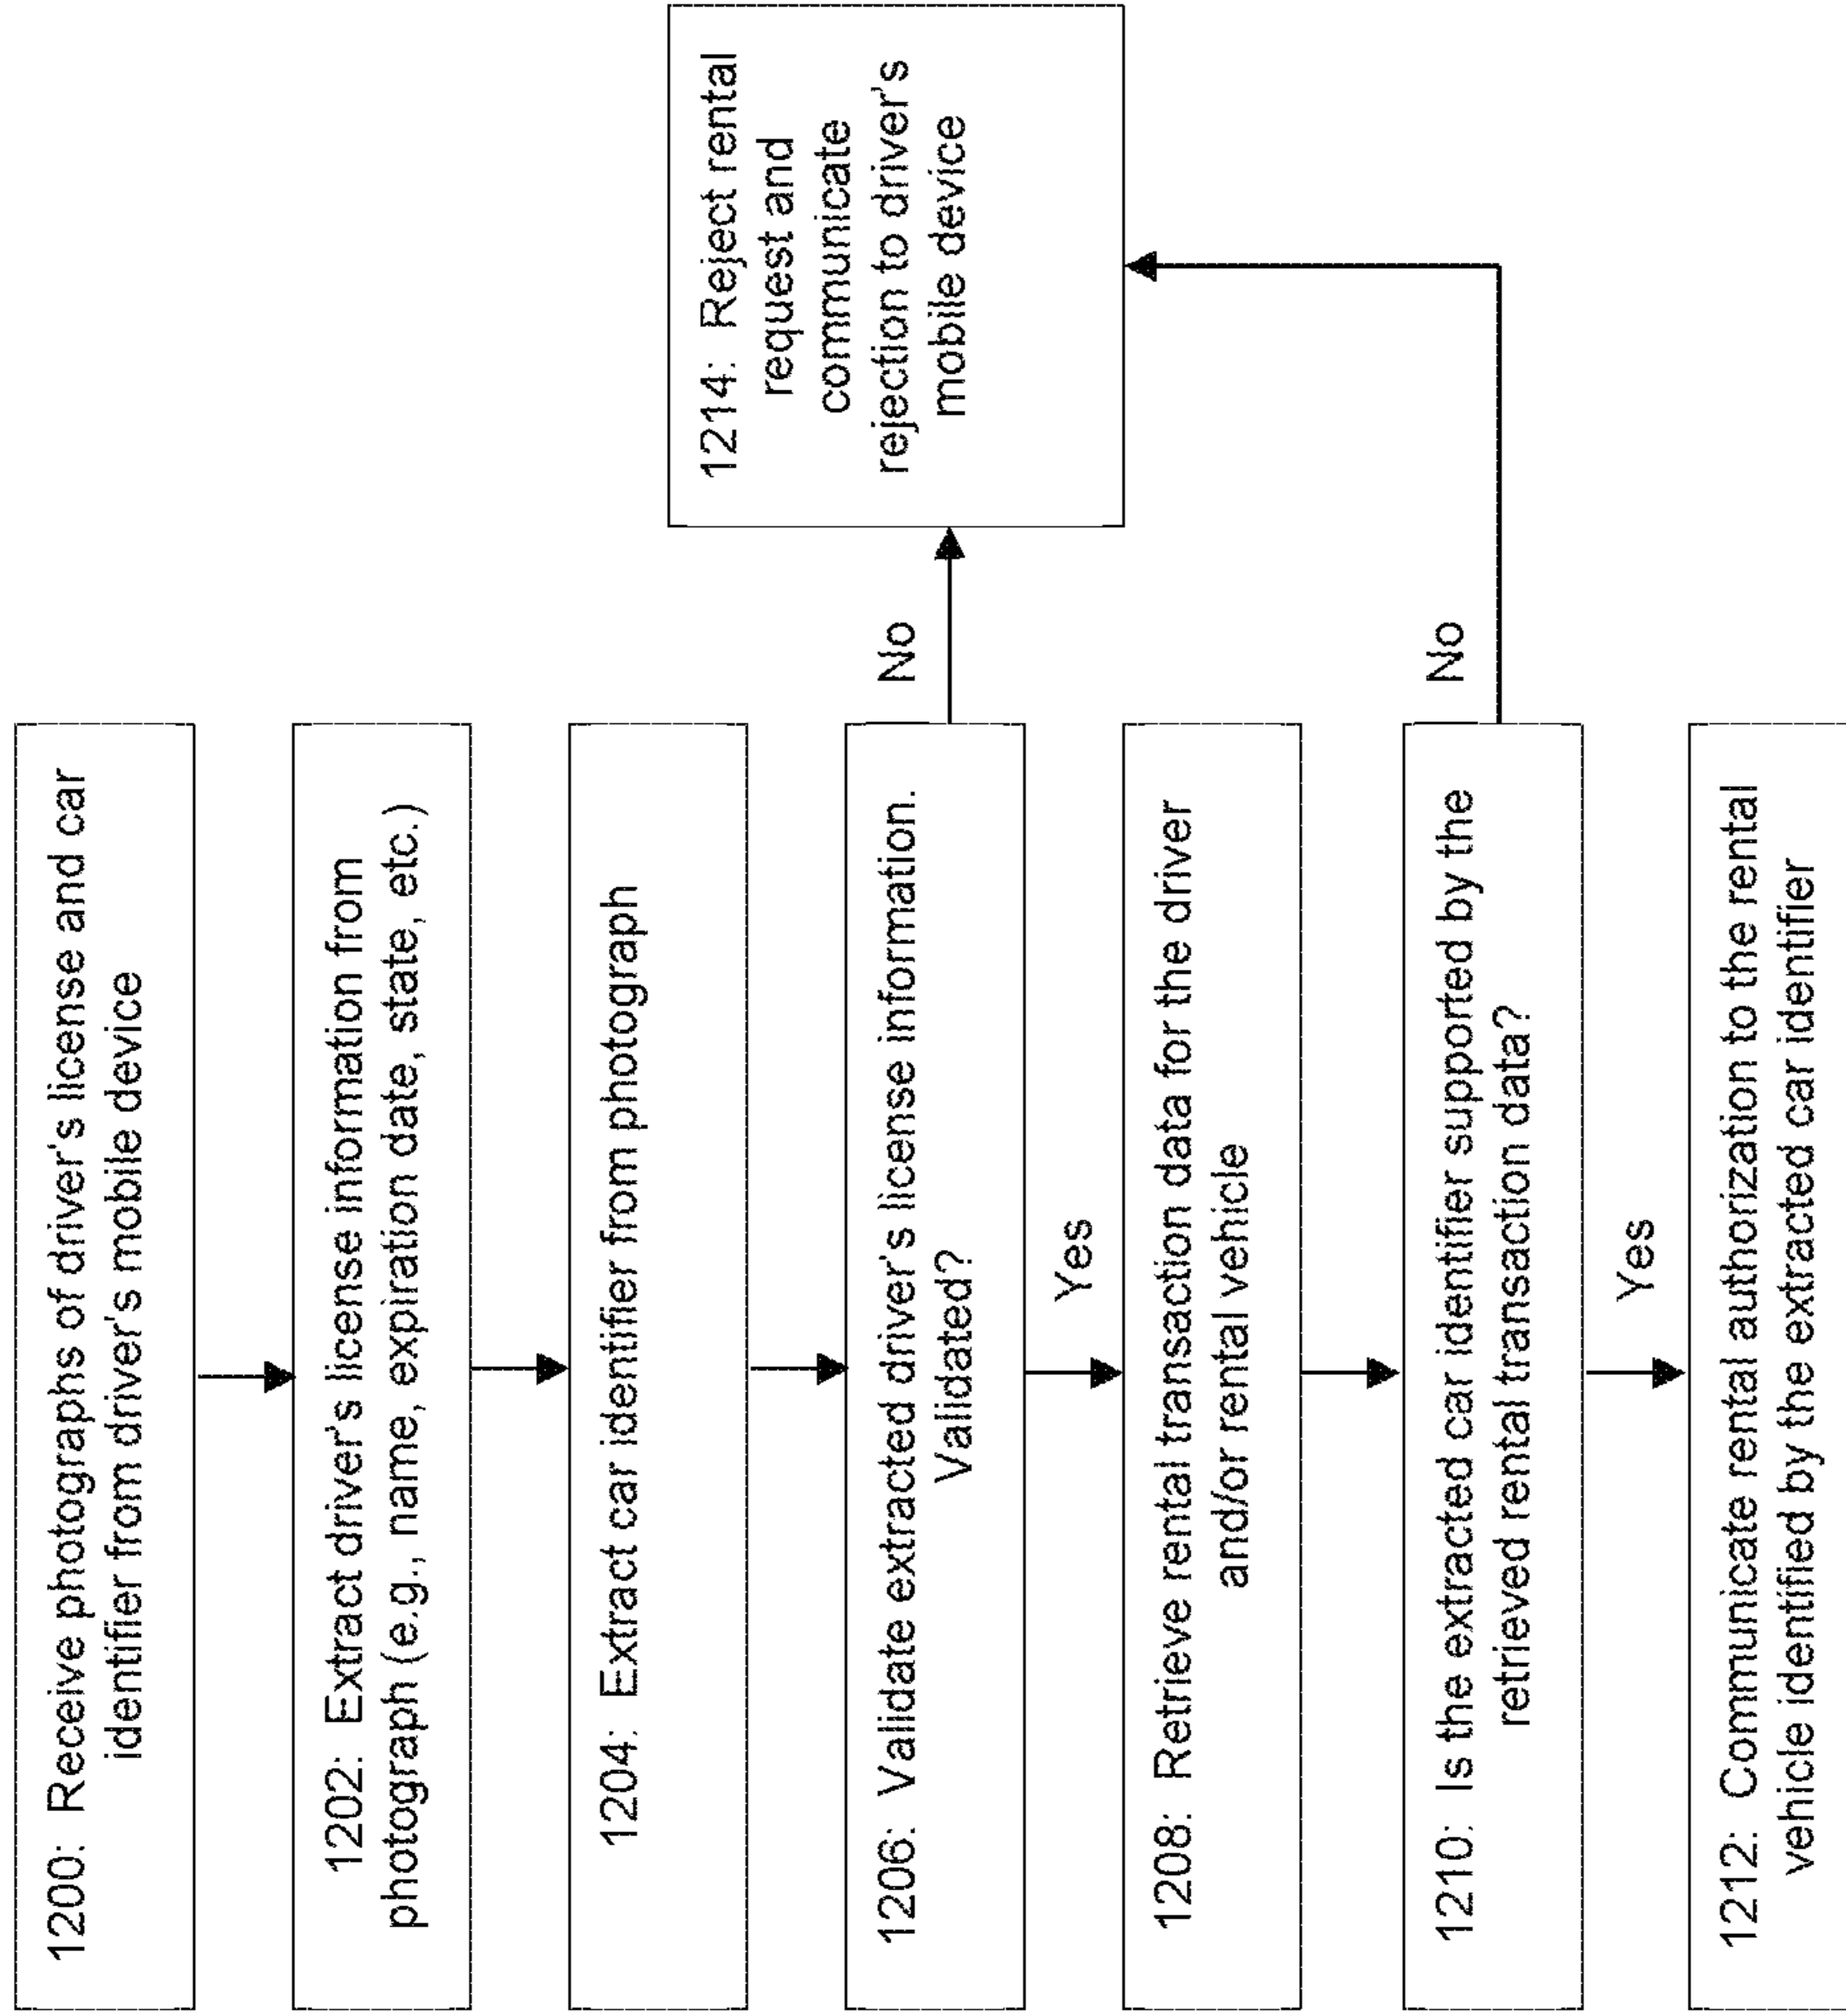 1200: Receive photographs of driver's license and car
identifier from driver's mobile device
1202: Extract driver's license information from
photograph (e.g., name, expiration date, state, etc.)
1204: Extract car identifier from photograph
1206: Validate extracted driver's license information.
Validated?
No
1214: Reject rental
request and
communicate
rejection to driver's
mobile device
Yes
1208: Retrieve rental transaction data for the driver
and/or rental vehicle
1210: Is the extracted car identifier supported by the
retrieved rental transaction data?
No
Yes
1212: Communicate rental authorization to the rental
vehicle identified by the extracted car identifier